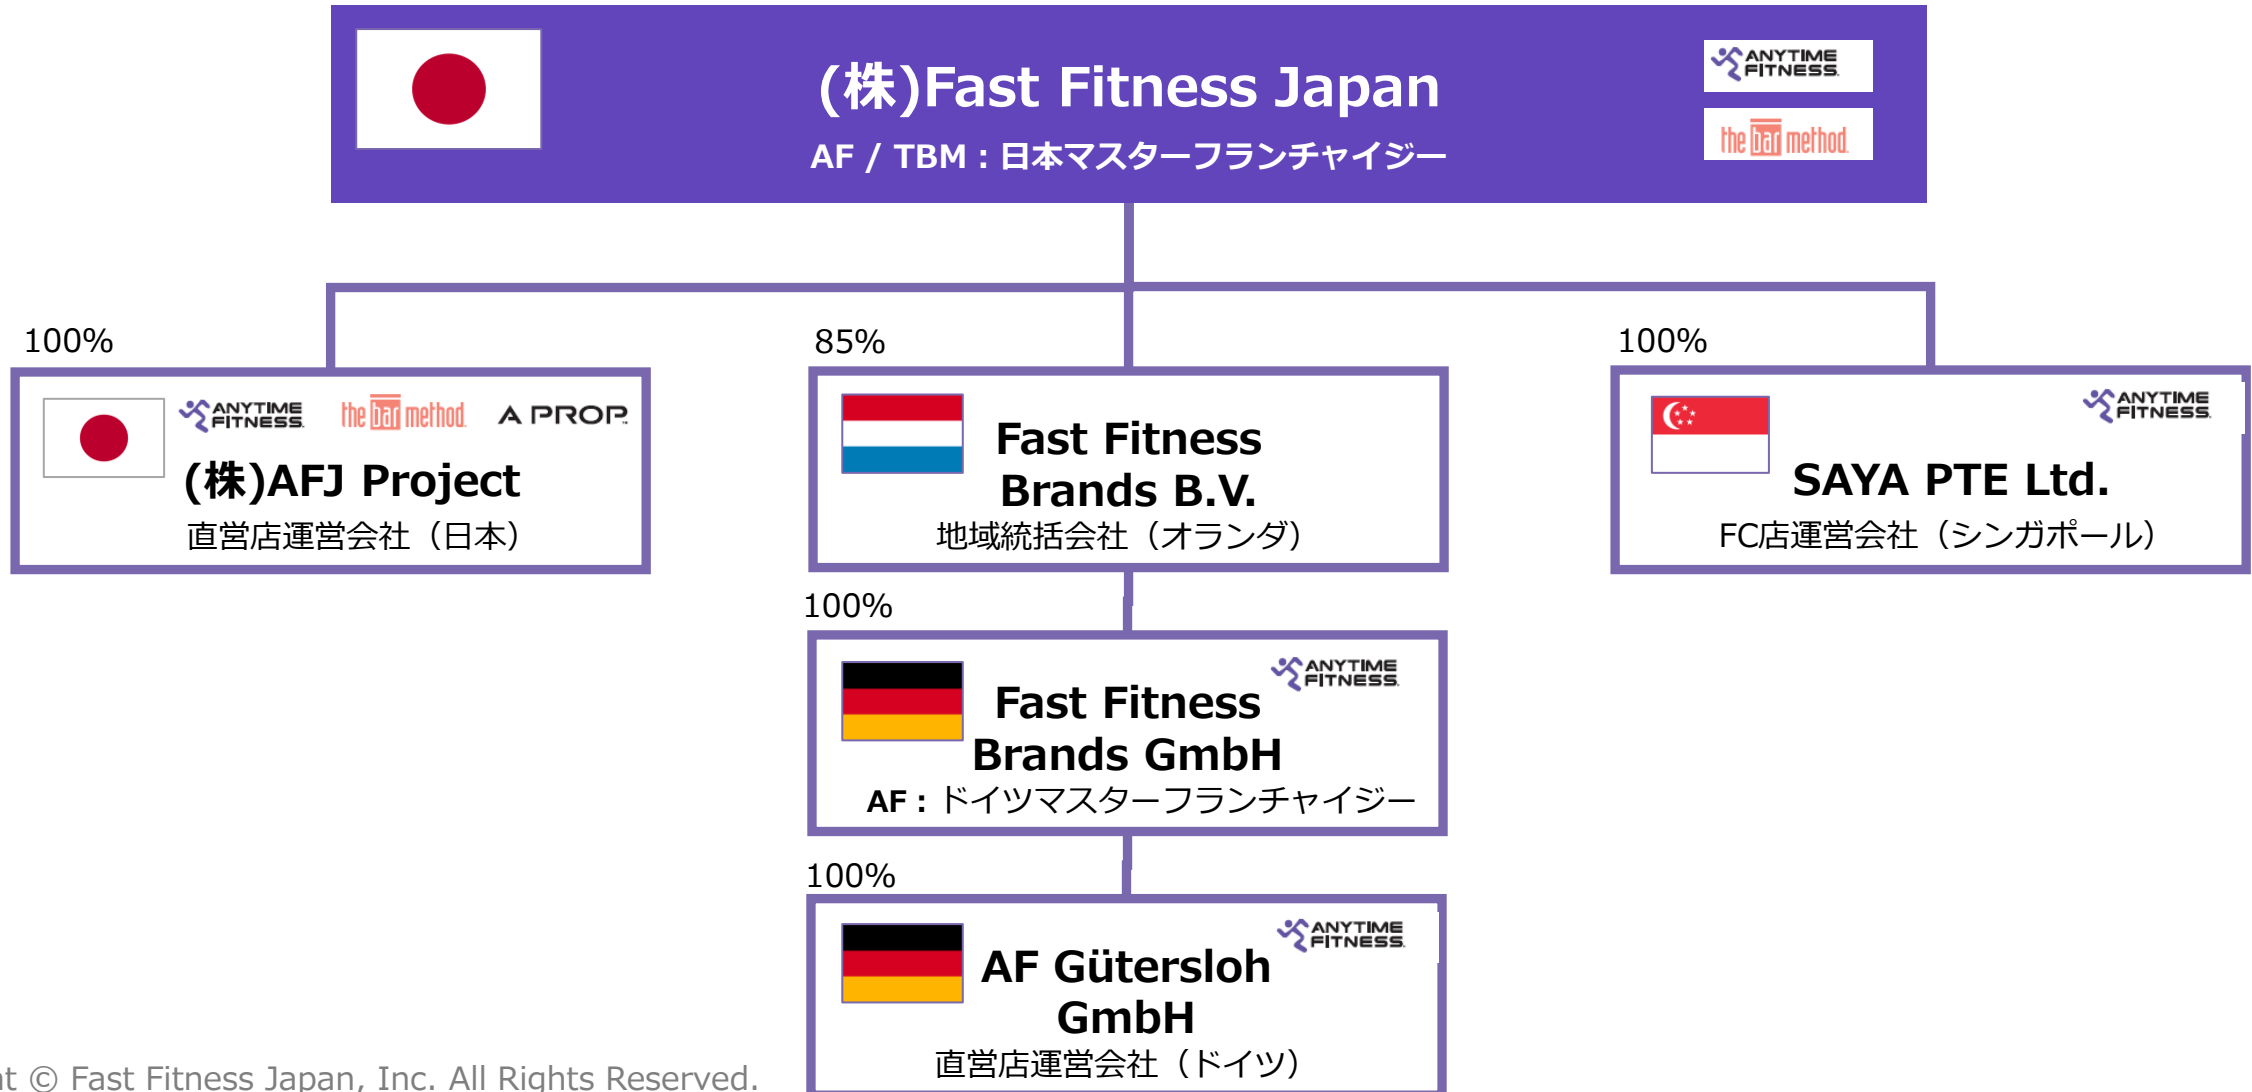 (株)Fast Fitness Japan
AF / TBM：日本マスターフランチャイジー
ANYTIME
FITNESS
the bar method
100%
ANYTIME
FITNESS
the bar method
A PROP
(株)AFJ Project
直営店運営会社（日本）
85%
Fast Fitness
Brands B.V.
地域統括会社（オランダ）
100%
ANYTIME
FITNESS
SAYA PTE Ltd.
FC店運営会社（シンガポール）
100%
ANYTIME
FITNESS
Fast Fitness
Brands GmbH
AF：ドイツマスターフランチャイジー
100%
ANYTIME
FITNESS
AF Gütersloh
GmbH
直営店運営会社（ドイツ）
© Fast Fitness Japan, Inc. All Rights Reserved.